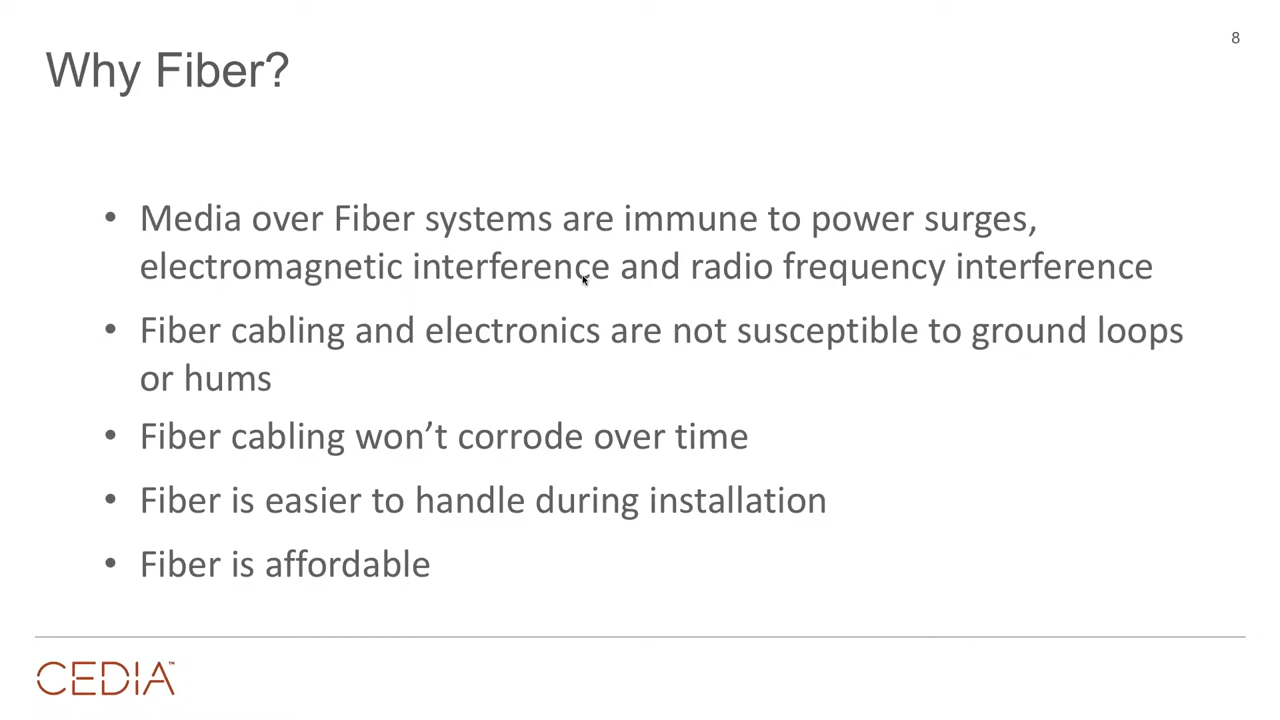 8
Why Fiber?
• Media over Fiber systems are immune to power surges,
electromagnetic interference and radio frequency interference
• Fiber cabling and electronics are not susceptible to ground loops
or hums
• Fiber cabling won’t corrode over time
• Fiber is easier to handle during installation
• Fiber is affordable
CEDIA™